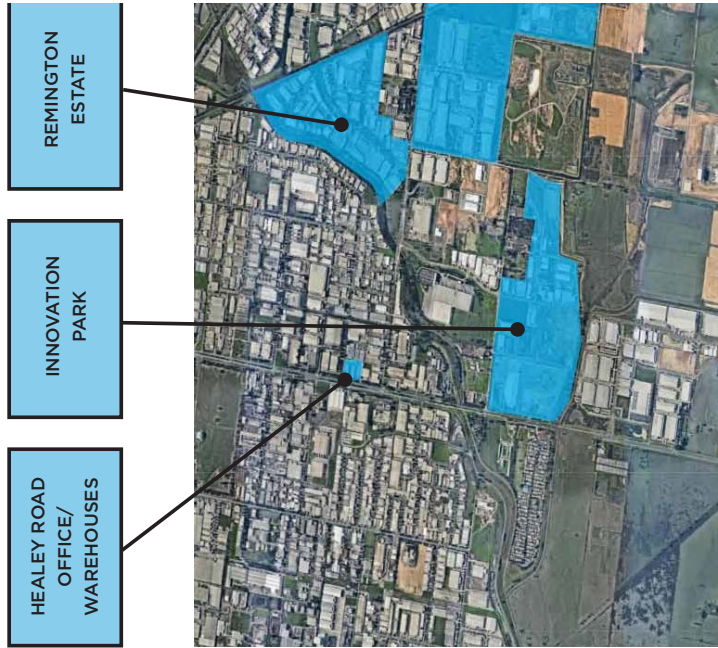 REMINGTON
ESTATE
INNOVATION
PARK
HEALEY ROAD
OFFICE/
WAREHOUSES